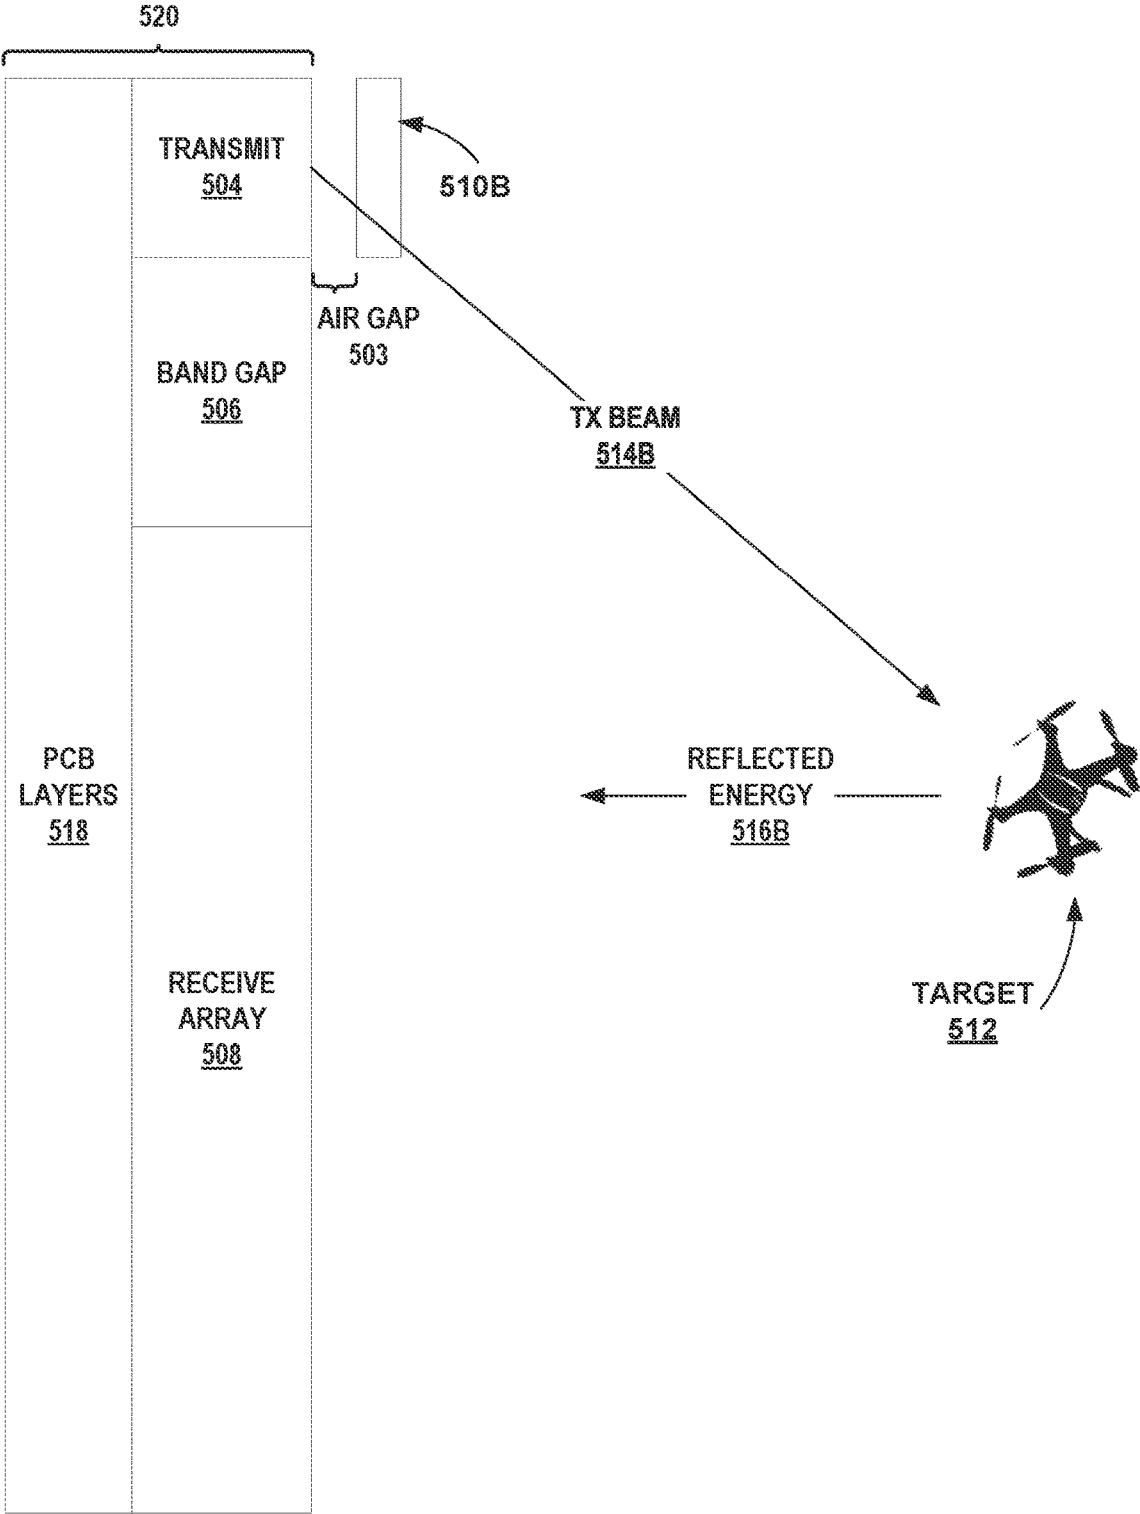 520
TRANSMIT
504
510B
AIR GAP
503
BAND GAP
506
TX BEAM
514B
PCB
LAYERS
518
REFLECTED
ENERGY
516B
RECEIVE
ARRAY
508
TARGET
512